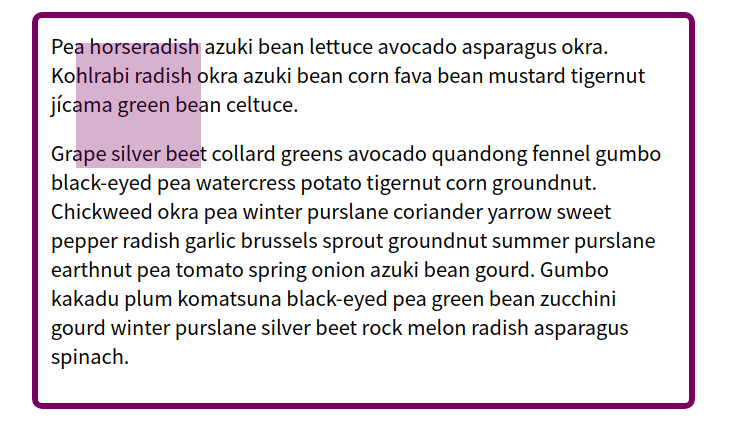 Pea horseradish azuki bean lettuce avocado asparagus okra.
Kohlrabi radish okra azuki bean corn fava bean mustard tigernut
jícama green bean celtuce.
Grape silver beet collard greens avocado quandong fennel gumbo
black-eyed pea watercress potato tigernut corn groundnut.
Chickweed okra pea winter purslane coriander yarrow sweet
pepper radish garlic brussels sprout groundnut summer purslane
earthnut pea tomato spring onion azuki bean gourd. Gumbo
kakadu plum komatsuna black-eyed pea green bean zucchini
gourd winter purslane silver beet rock melon radish asparagus
spinach.